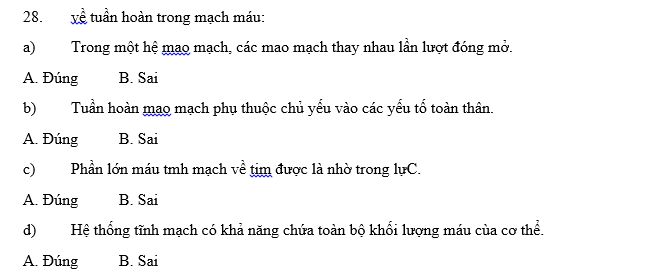 28. về tuần hoàn trong mạch máu:
a) Trong một hệ mao mạch, các mao mạch thay nhau lần lượt đóng mở.
A. Đúng B. Sai
b) Tuần hoàn mao mạch phụ thuộc chủ yếu vào các yếu tố toàn thân.
A. Đúng B. Sai
c) Phần lớn máu tmh mạch về tim được là nhờ trong lựC.
A. Đúng B. Sai
d) Hệ thống tĩnh mạch có khả năng chứa toàn bộ khối lượng máu cùa cơ thể.
A. Đúng B. Sai